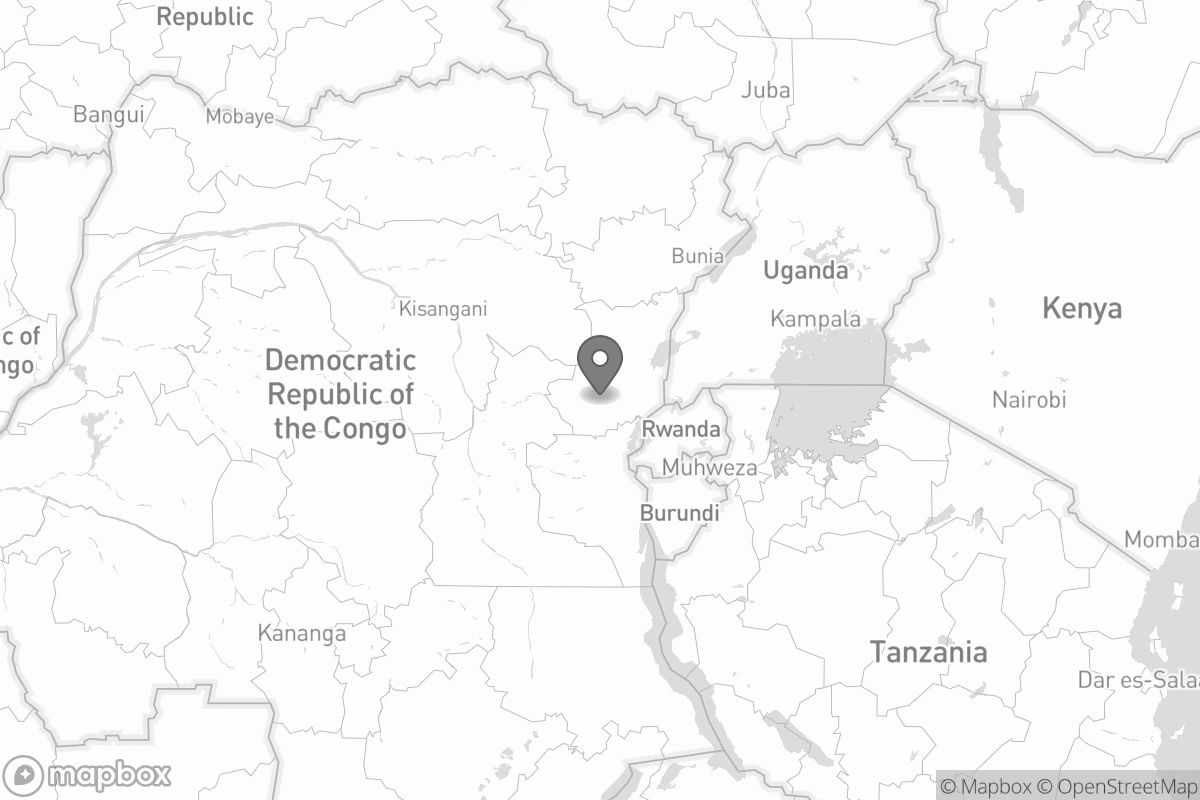 Republic
Juba
Bangui
Mobaye
Bunia
Uganda
Kisangani
Kampala
Kenya
c of
ngo
Democratic
Republic of
the Congo
Nairobi
Rwanda
Muhweza
Burundi
Momba
Kananga
Tanzania
Dar es-Salaa
mapbox
© Mapbox © OpenStreetMap